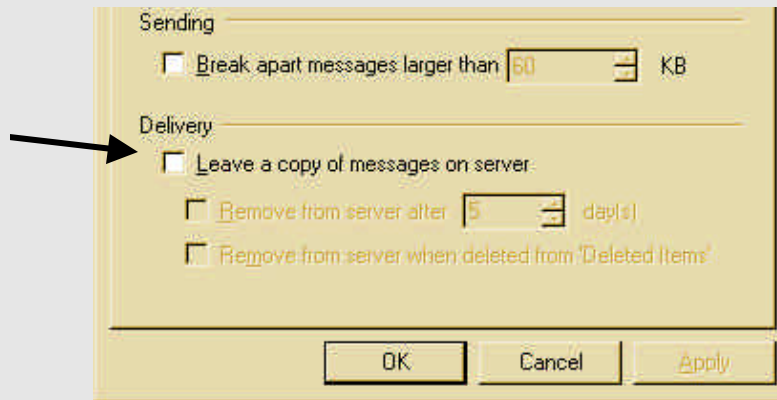 Sending
Break apart messages larger than 60 KB
Delivery
Leave a copy of messages on server
Remove from server after 5 day(s)
Remove from server when deleted from 'Deleted Items'
OK Cancel Apply